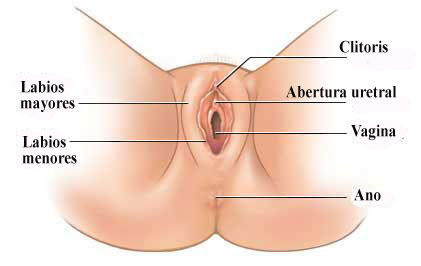 Clitoris
Labios
mayores
Abertura uretral
Vagina
Labios
menores
Ano